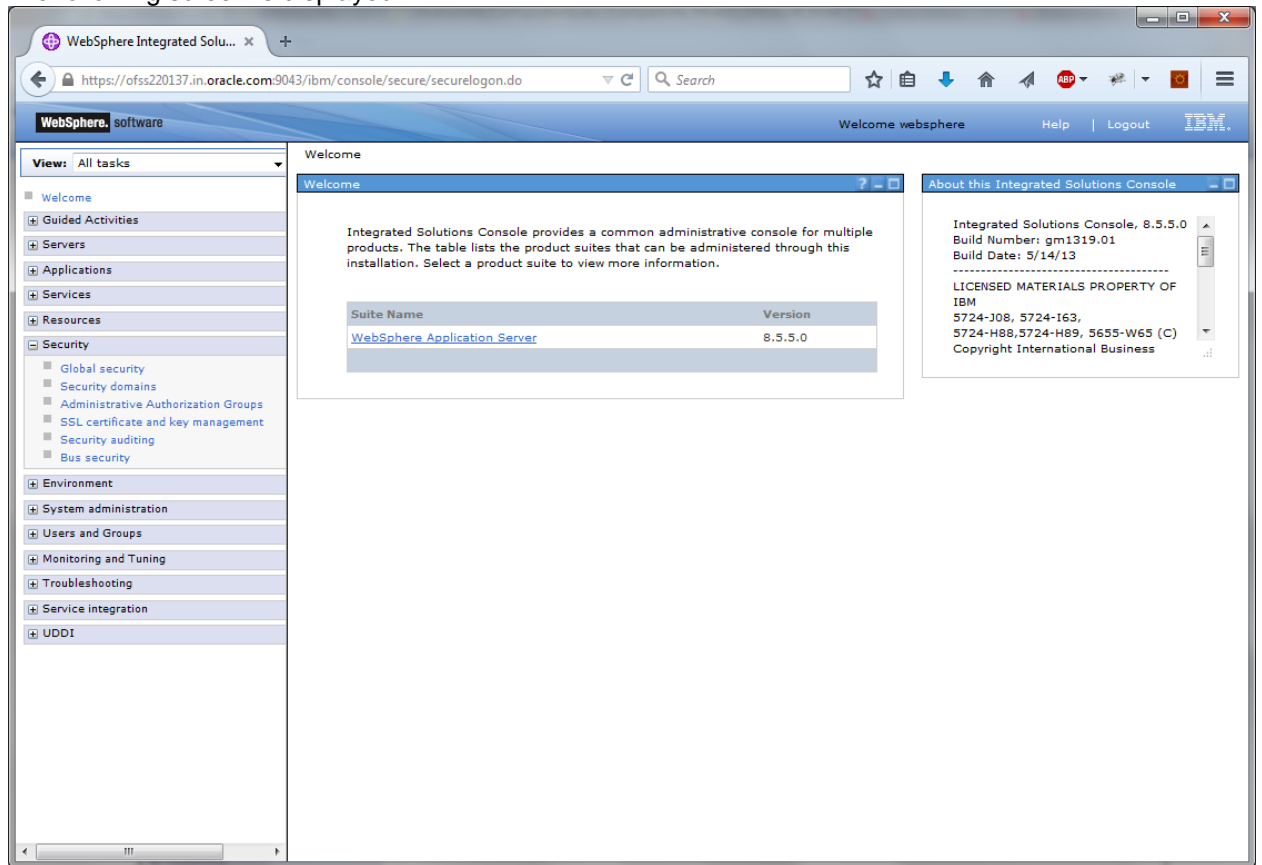 WebSphere Integrated Solu...
https://ofss220137.in.oracle.com:9043/ibm/console/secure/securelogon.do
Search
ABP
WebSphere. software
Welcome websphere
Help | Logout
IBM.
View: All tasks
Welcome
Guided Activities
Servers
Applications
Services
Resources
Security
Global security
Security domains
Administrative Authorization Groups
SSL certificate and key management
Security auditing
Bus security
Environment
System administration
Users and Groups
Monitoring and Tuning
Troubleshooting
Service integration
UDDI
Welcome
Welcome
Integrated Solutions Console provides a common administrative console for multiple
products. The table lists the product suites that can be administered through this
installation. Select a product suite to view more information.
Suite Name Version
WebSphere Application Server 8.5.5.0
About this Integrated Solutions Console
Integrated Solutions Console, 8.5.5.0
Build Number: gm1319.01
Build Date: 5/14/13
----------------------------------------
LICENSED MATERIALS PROPERTY OF
IBM
5724-J08, 5724-I63,
5724-H88,5724-H89, 5655-W65 (C)
Copyright International Business